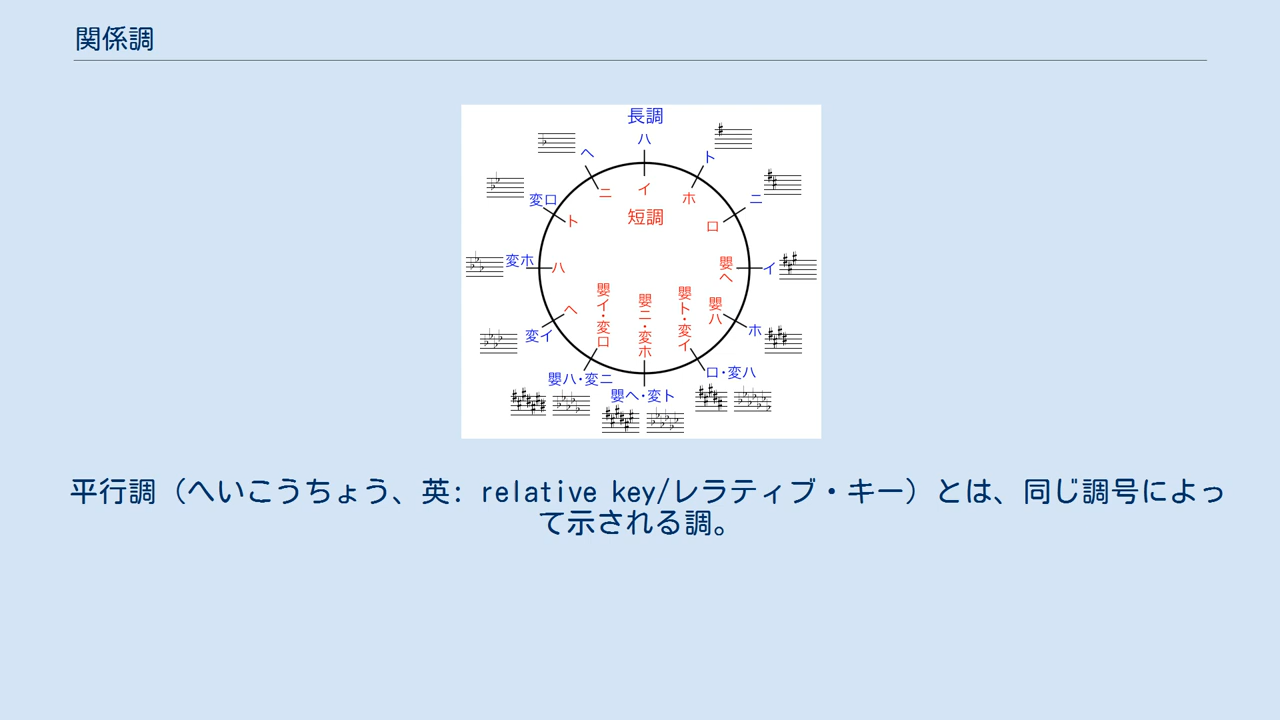 関係調
長調
ハ
ヘ
ト
変ロ
ニ
変ホ
イ
変イ
ホ
嬰ハ・変ニ
嬰ヘ・変ト
ロ・変ハ
イ
ニ
ホ
ト
短調
ロ
ハ
嬰ヘ
ヘ
嬰イ・変ロ
嬰ニ・変ホ
嬰ト・変イ
嬰ハ
平行調（へいこうちょう、英: relative key/レラティブ・キー）とは、同じ調号によっ
て示される調。